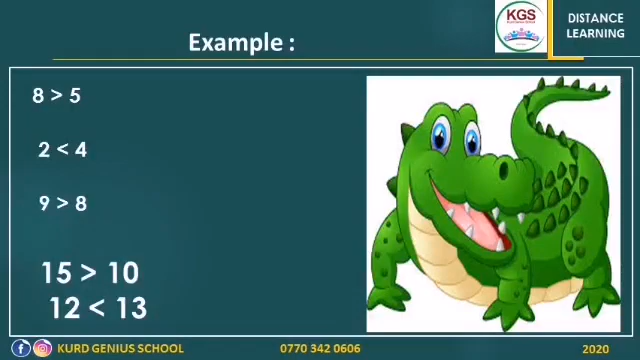 Example :
KGS
DISTANCE
LEARNING
8 > 5
2 < 4
9 > 8
15 > 10
12 < 13
KURD GENIUS SCHOOL
0770 342 0606
2020